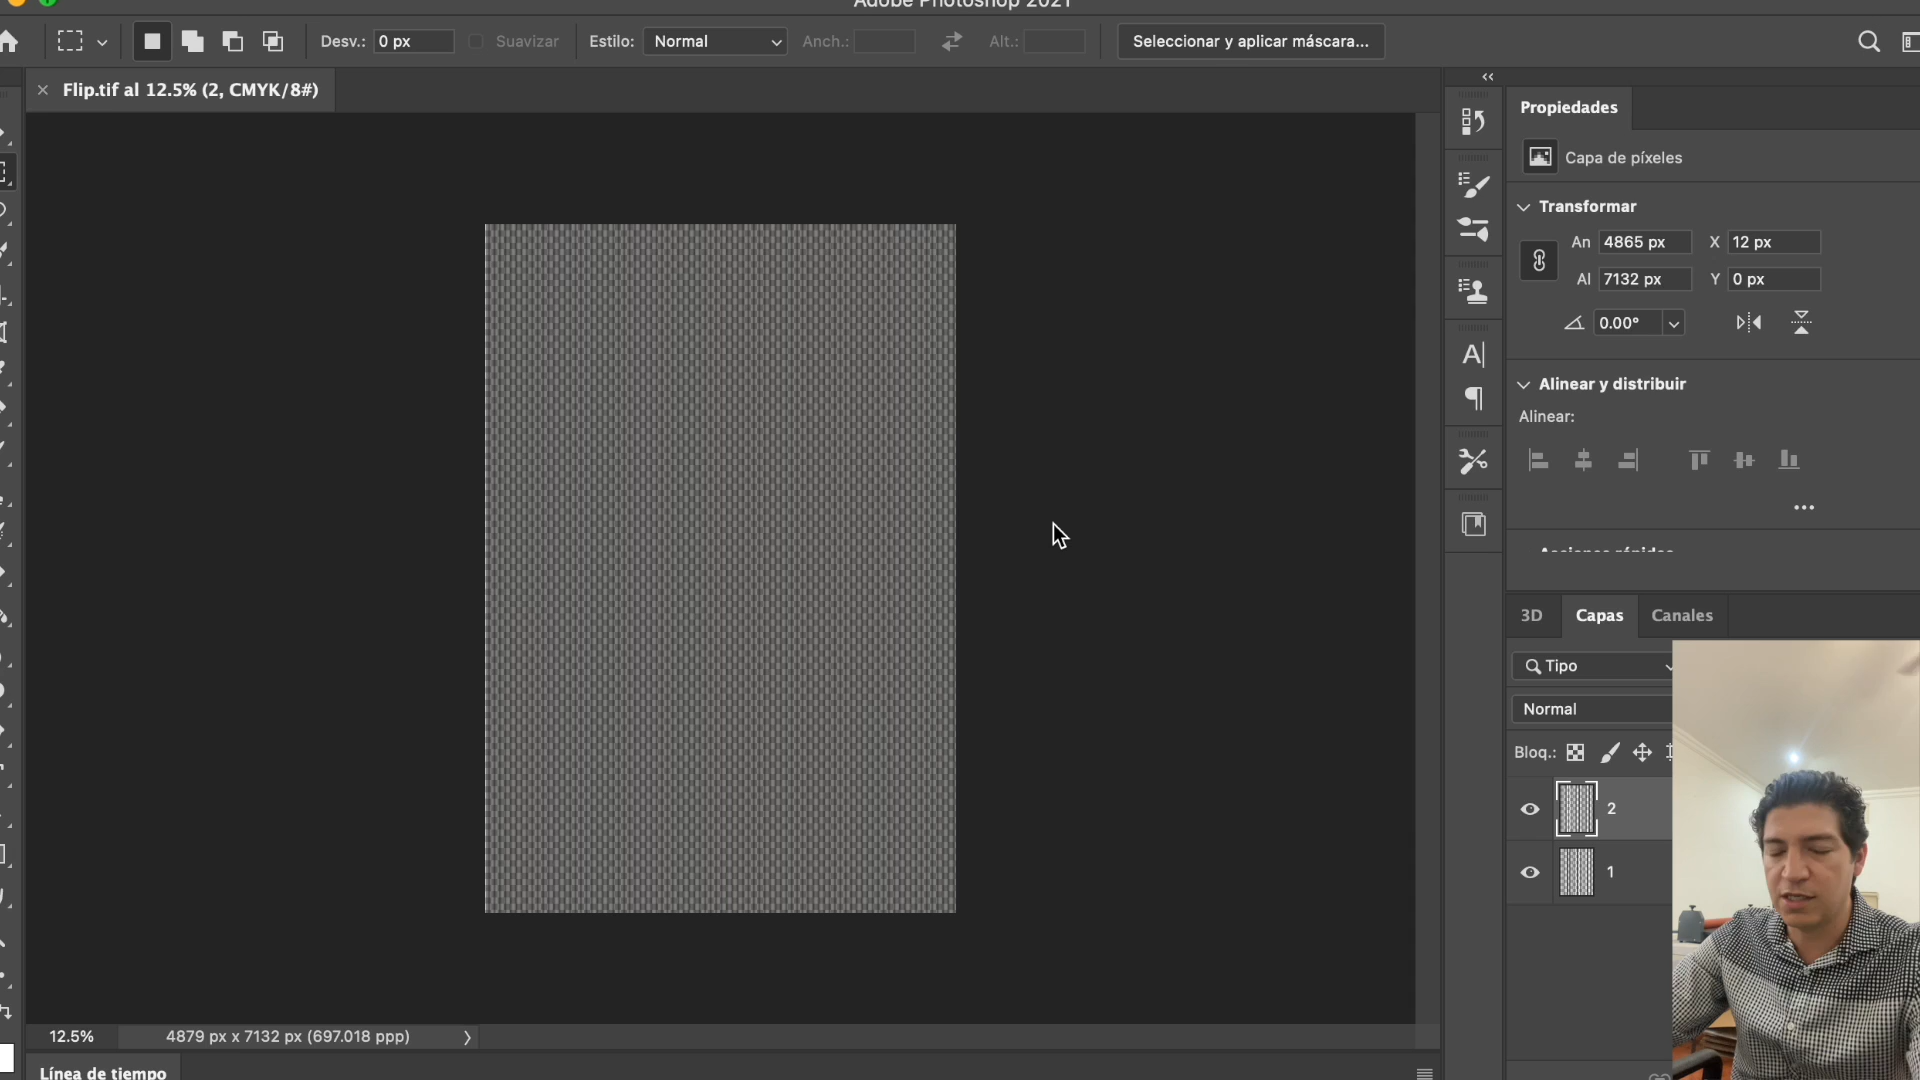 Adobe Photoshop 2021
Desv.: 0 px Suavizar Estilo: Normal Anch.: Alt.: Seleccionar y aplicar máscara...
Flip.tif al 12.5% (2, CMYK/8#)
Propiedades
Capa de píxeles
Transformar
An 4865 px X 12 px
Al 7132 px Y 0 px
0.00°
Alinear y distribuir
Alinear:
Acciones rápidas
3D Capas Canales
Tipo
Normal
Bloq.:
2
1
12.5% 4879 px x 7132 px (697.018 ppp)
Línea de tiempo